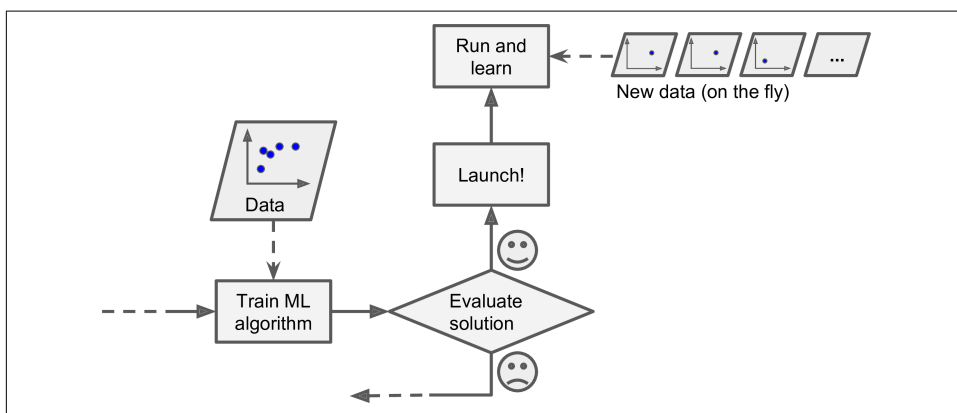 Run and
learn
...
New data (on the fly)
Launch!
Data
Train ML
algorithm
Evaluate
solution